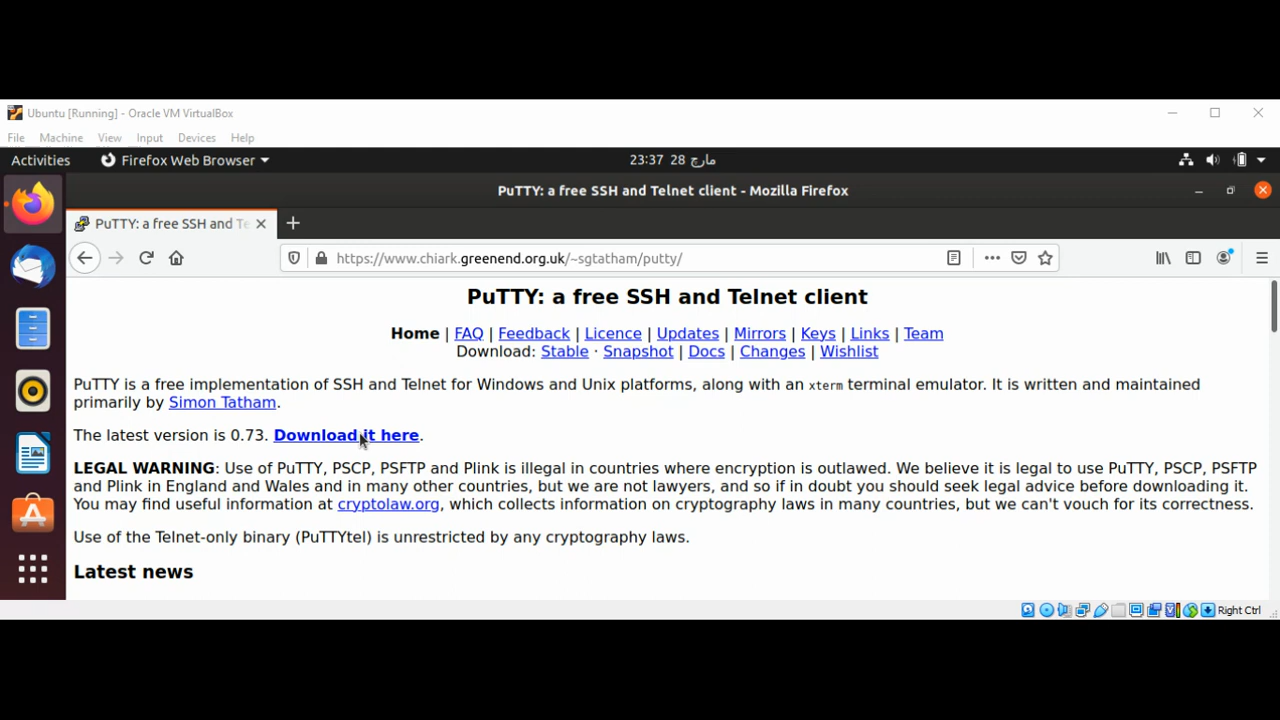 Ubuntu [Running] - Oracle VM VirtualBox
File Machine View Input Devices Help
Activities Firefox Web Browser 23:37 28 مارچ
PuTTY: a free SSH and Telnet client - Mozilla Firefox
PuTTY: a free SSH and Te
https://www.chiark.greenend.org.uk/~sgtatham/putty/
PuTTY: a free SSH and Telnet client
Home | FAQ | Feedback | Licence | Updates | Mirrors | Keys | Links | Team
Download: Stable · Snapshot | Docs | Changes | Wishlist
PuTTY is a free implementation of SSH and Telnet for Windows and Unix platforms, along with an xterm terminal emulator. It is written and maintained
primarily by Simon Tatham.
The latest version is 0.73. Download it here.
LEGAL WARNING: Use of PuTTY, PSCP, PSFTP and Plink is illegal in countries where encryption is outlawed. We believe it is legal to use PuTTY, PSCP, PSFTP
and Plink in England and Wales and in many other countries, but we are not lawyers, and so if in doubt you should seek legal advice before downloading it.
You may find useful information at cryptolaw.org, which collects information on cryptography laws in many countries, but we can't vouch for its correctness.
Use of the Telnet-only binary (PuTTYtel) is unrestricted by any cryptography laws.
Latest news
Right Ctrl